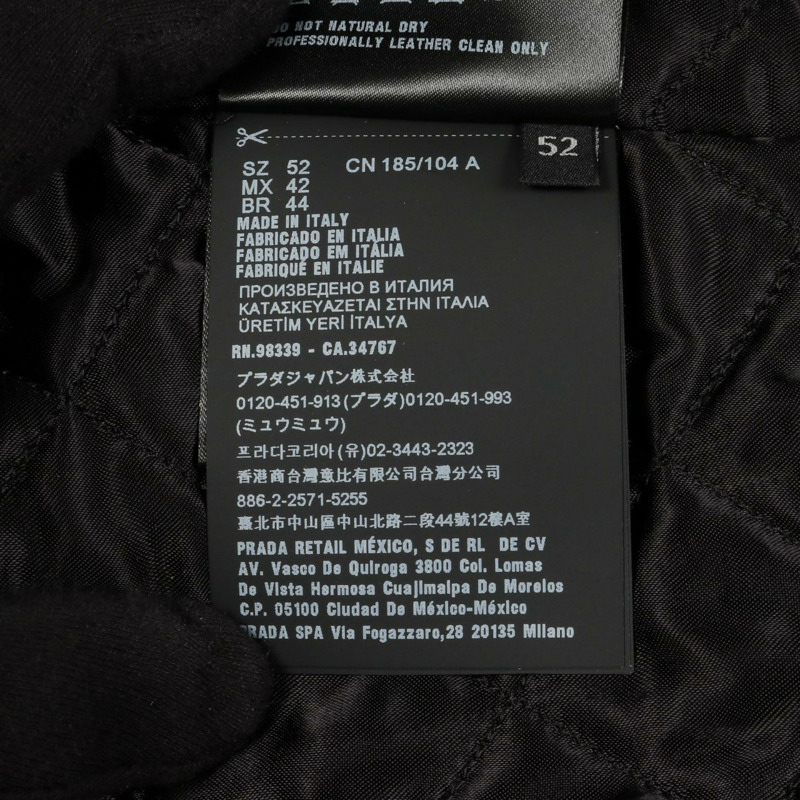 DO NOT NATURAL DRY
PROFESSIONALLY LEATHER CLEAN ONLY
52
SZ 52 CN 185/104 A
MX 42
BR 44
MADE IN ITALY
FABRICADO EN ITALIA
FABRICADO EM ITÁLIA
FABRIQUÉ EN ITALIE
ПРОИЗВЕДЕНО В ИТАЛИЯ
ΚΑΤΑΣΚΕΥΑΖΕΤΑΙ ΣΤΗΝ ΙΤΑΛΙΑ
ÜRETİM YERİ İTALYA
RN.98339 - CA.34767
プラダジャパン株式会社
0120-451-913(プラダ)0120-451-993
(ミュウミュウ)
프라다코리아(유)02-3443-2323
香港商台灣意比有限公司台灣分公司
886-2-2571-5255
臺北市中山區中山北路二段44號12樓A室
PRADA RETAIL MÉXICO, S DE RL DE CV
AV. Vasco De Quiroga 3800 Col. Lomas
De Vista Hermosa Cuajimalpa De Morelos
C.P. 05100 Ciudad De México-México
PRADA SPA Via Fogazzaro,28 20135 Milano